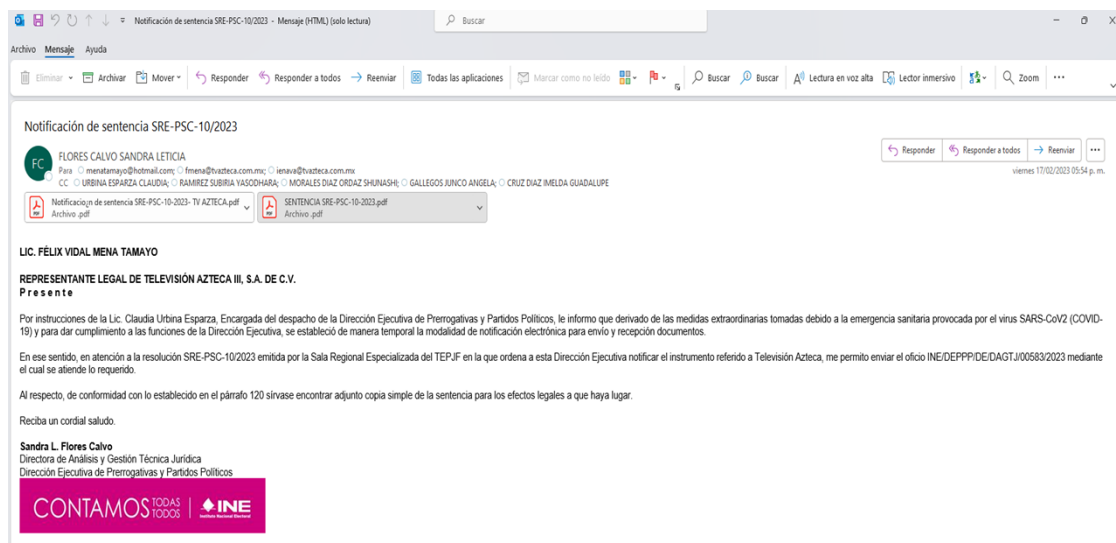 Notificación de sentencia SRE-PSC-10/2023 - Mensaje (HTML) (solo lectura)
Buscar
Archivo Mensaje Ayuda
Eliminar Archivar Mover Responder Responder a todos Reenviar Todas las aplicaciones Marcar como no leído Buscar Buscar Lectura en voz alta Lector inmersivo Zoom
Notificación de sentencia SRE-PSC-10/2023
FC
FLORES CALVO SANDRA LETICIA
Para menatamayo@hotmail.com; fmena@tvazteca.com.mx; ienava@tvazteca.com.mx
CC URBINA ESPARZA CLAUDIA; RAMIREZ SUBIRIA YASODHARA; MORALES DIAZ ORDAZ SHUNASHI; GALLEGOS JUNCO ANGELA; CRUZ DIAZ IMELDA GUADALUPE
Responder Responder a todos Reenviar
viernes 17/02/2023 05:54 p. m.
Notificación de sentencia SRE-PSC-10-2023- TV AZTECA.pdf
Archivo .pdf
SENTENCIA SRE-PSC-10-2023.pdf
Archivo .pdf
LIC. FÉLIX VIDAL MENA TAMAYO
REPRESENTANTE LEGAL DE TELEVISIÓN AZTECA III, S.A. DE C.V.
P r e s e n t e
Por instrucciones de la Lic. Claudia Urbina Esparza, Encargada del despacho de la Dirección Ejecutiva de Prerrogativas y Partidos Políticos, le informo que derivado de las medidas extraordinarias tomadas debido a la emergencia sanitaria provocada por el virus SARS-CoV2 (COVID-
19) y para dar cumplimiento a las funciones de la Dirección Ejecutiva, se estableció de manera temporal la modalidad de notificación electrónica para envío y recepción documentos.
En ese sentido, en atención a la resolución SRE-PSC-10/2023 emitida por la Sala Regional Especializada del TEPJF en la que ordena a esta Dirección Ejecutiva notificar el instrumento referido a Televisión Azteca, me permito enviar el oficio INE/DEPPP/DE/DAGTJ/00583/2023 mediante
el cual se atiende lo requerido.
Al respecto, de conformidad con lo establecido en el párrafo 120 sírvase encontrar adjunto copia simple de la sentencia para los efectos legales a que haya lugar.
Reciba un cordial saludo.
Sandra L. Flores Calvo
Directora de Análisis y Gestión Técnica Jurídica
Dirección Ejecutiva de Prerrogativas y Partidos Políticos
CONTAMOS TODAS TODOS INE
Instituto Nacional Electoral